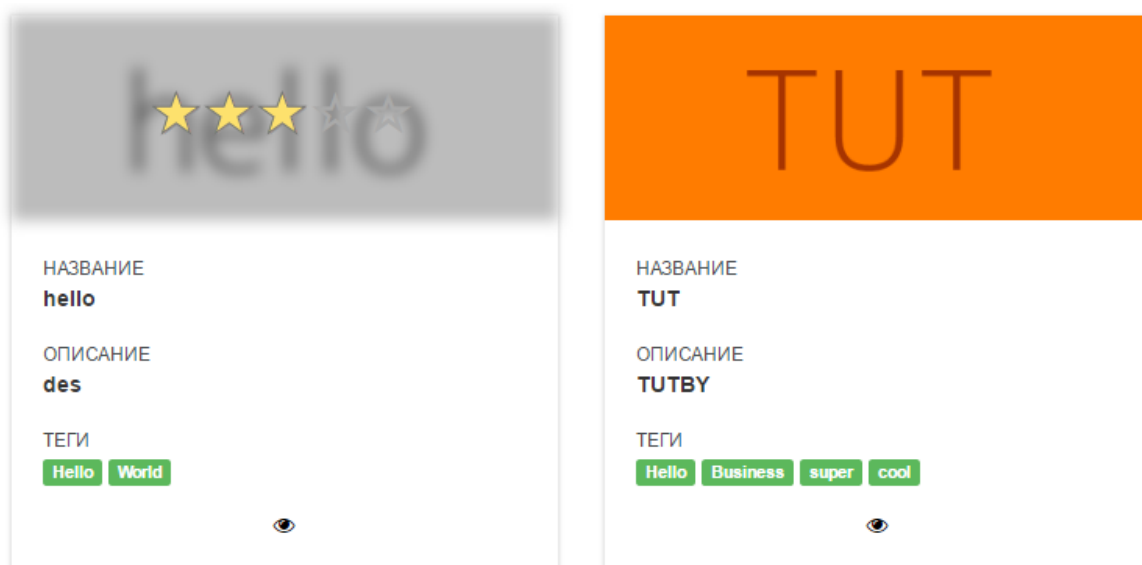 hello
НАЗВАНИЕ
hello
ОПИСАНИЕ
des
ТЕГИ
Hello World
TUT
НАЗВАНИЕ
TUT
ОПИСАНИЕ
TUTBY
ТЕГИ
Hello Business super cool